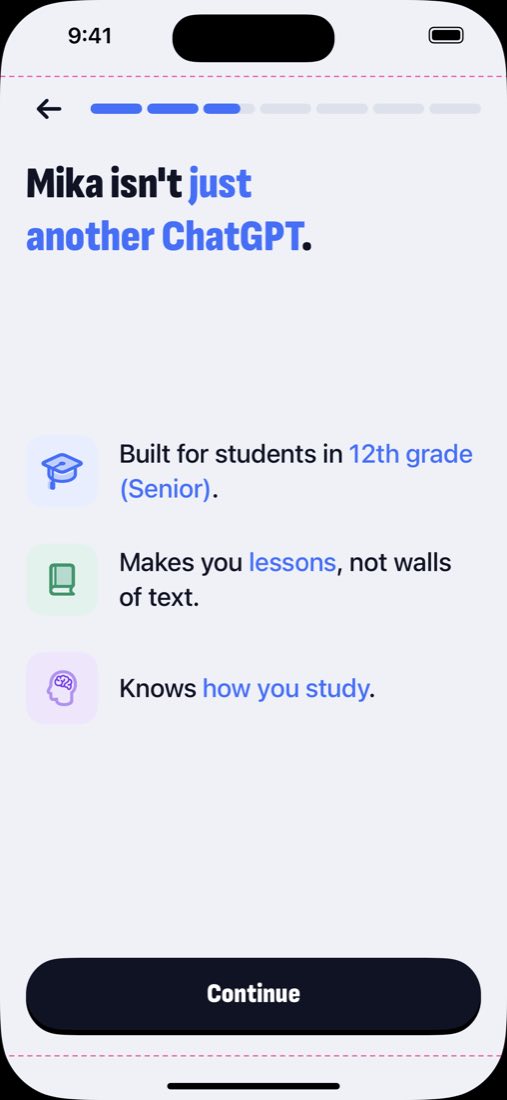 9:41
Mika isn't just
another ChatGPT.
Built for students in 12th grade
(Senior).
Makes you lessons, not walls
of text.
Knows how you study.
Continue